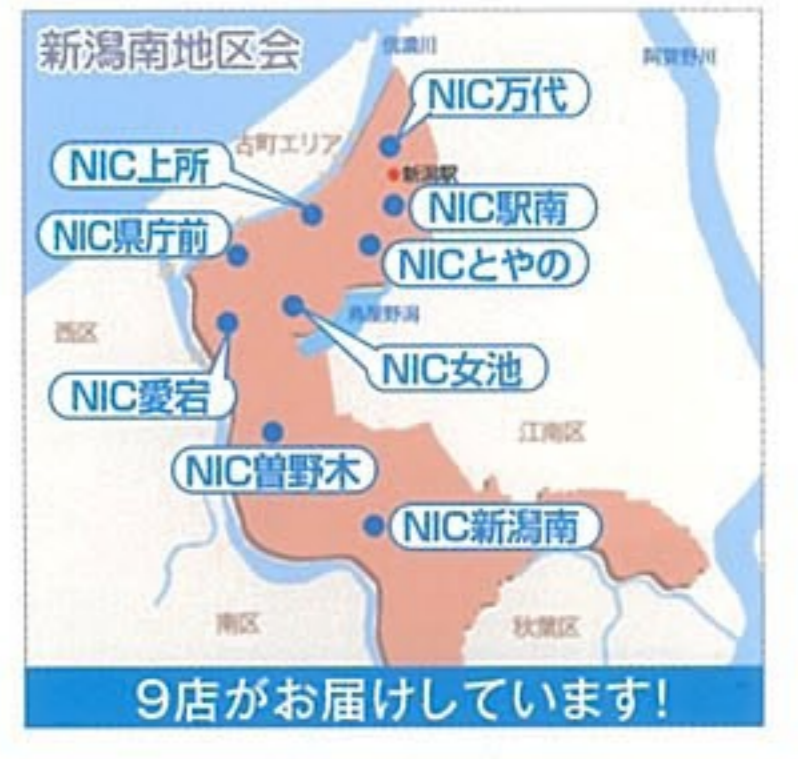 新潟南地区会
信濃川
阿賀野川
NIC万代
古町エリア
NIC上所
新潟駅
NIC駅南
NIC県庁前
NICとやの
鳥屋野潟
西区
NIC女池
NIC愛宕
江南区
NIC曽野木
NIC新潟南
南区
秋葉区
9店がお届けしています!